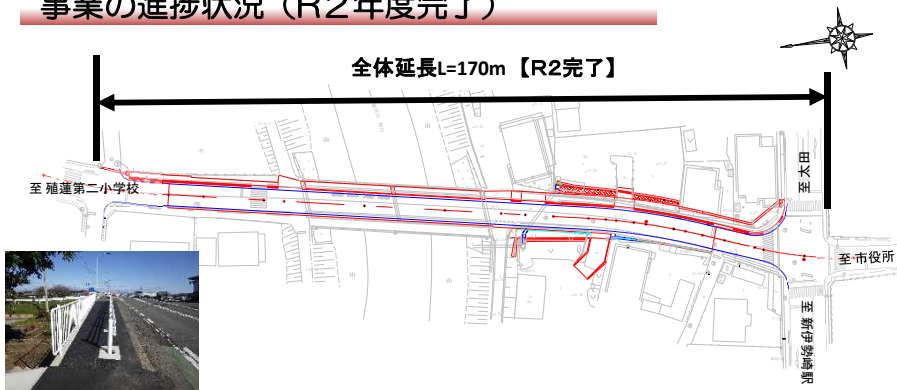 事業の進捗状況（R２年度完了）
全体延長L=170m【R2完了】
至 殖蓮第二小学校
至 太田
至 市役所
至 新伊勢崎駅